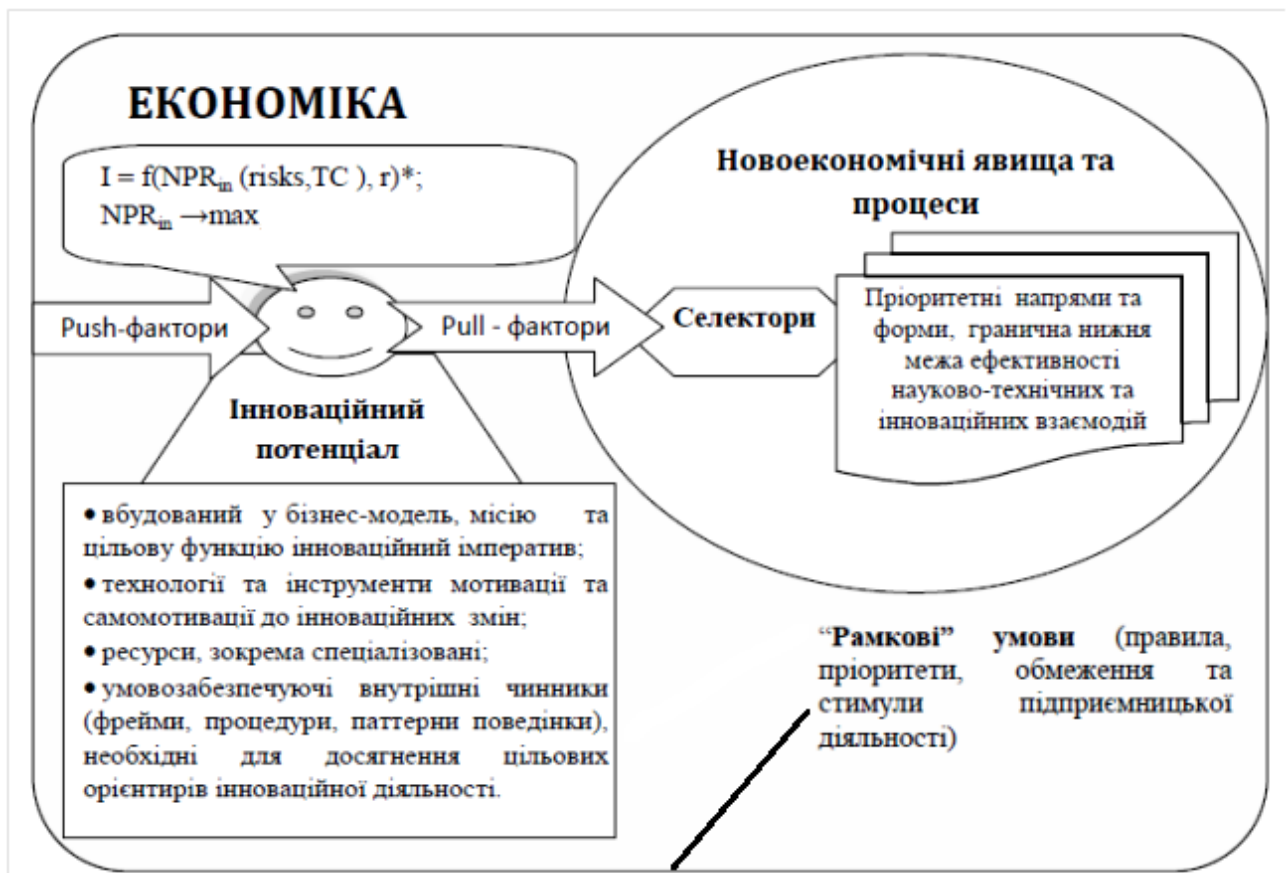 ЕКОНОМІКА
I = f(NPRin (risks,TC ), r)*;
NPRin →max
Push-фактори
Pull - фактори
Інноваційний
потенціал
• вбудований у бізнес-модель, місію та
цільову функцію інноваційний імператив;
• технології та інструменти мотивації та
самомотивації до інноваційних змін;
• ресурси, зокрема спеціалізовані;
• умовозабезпечуючі внутрішні чинники
(фрейми, процедури, паттерни поведінки),
необхідні для досягнення цільових
орієнтирів інноваційної діяльності.
Новоекономічні явища та
процеси
Селектори
Пріоритетні напрями та
форми, гранична нижня
межа ефективності
науково-технічних та
інноваційних взаємодій
“Рамкові” умови (правила,
пріоритети, обмеження та
стимули підприємницької
діяльності)